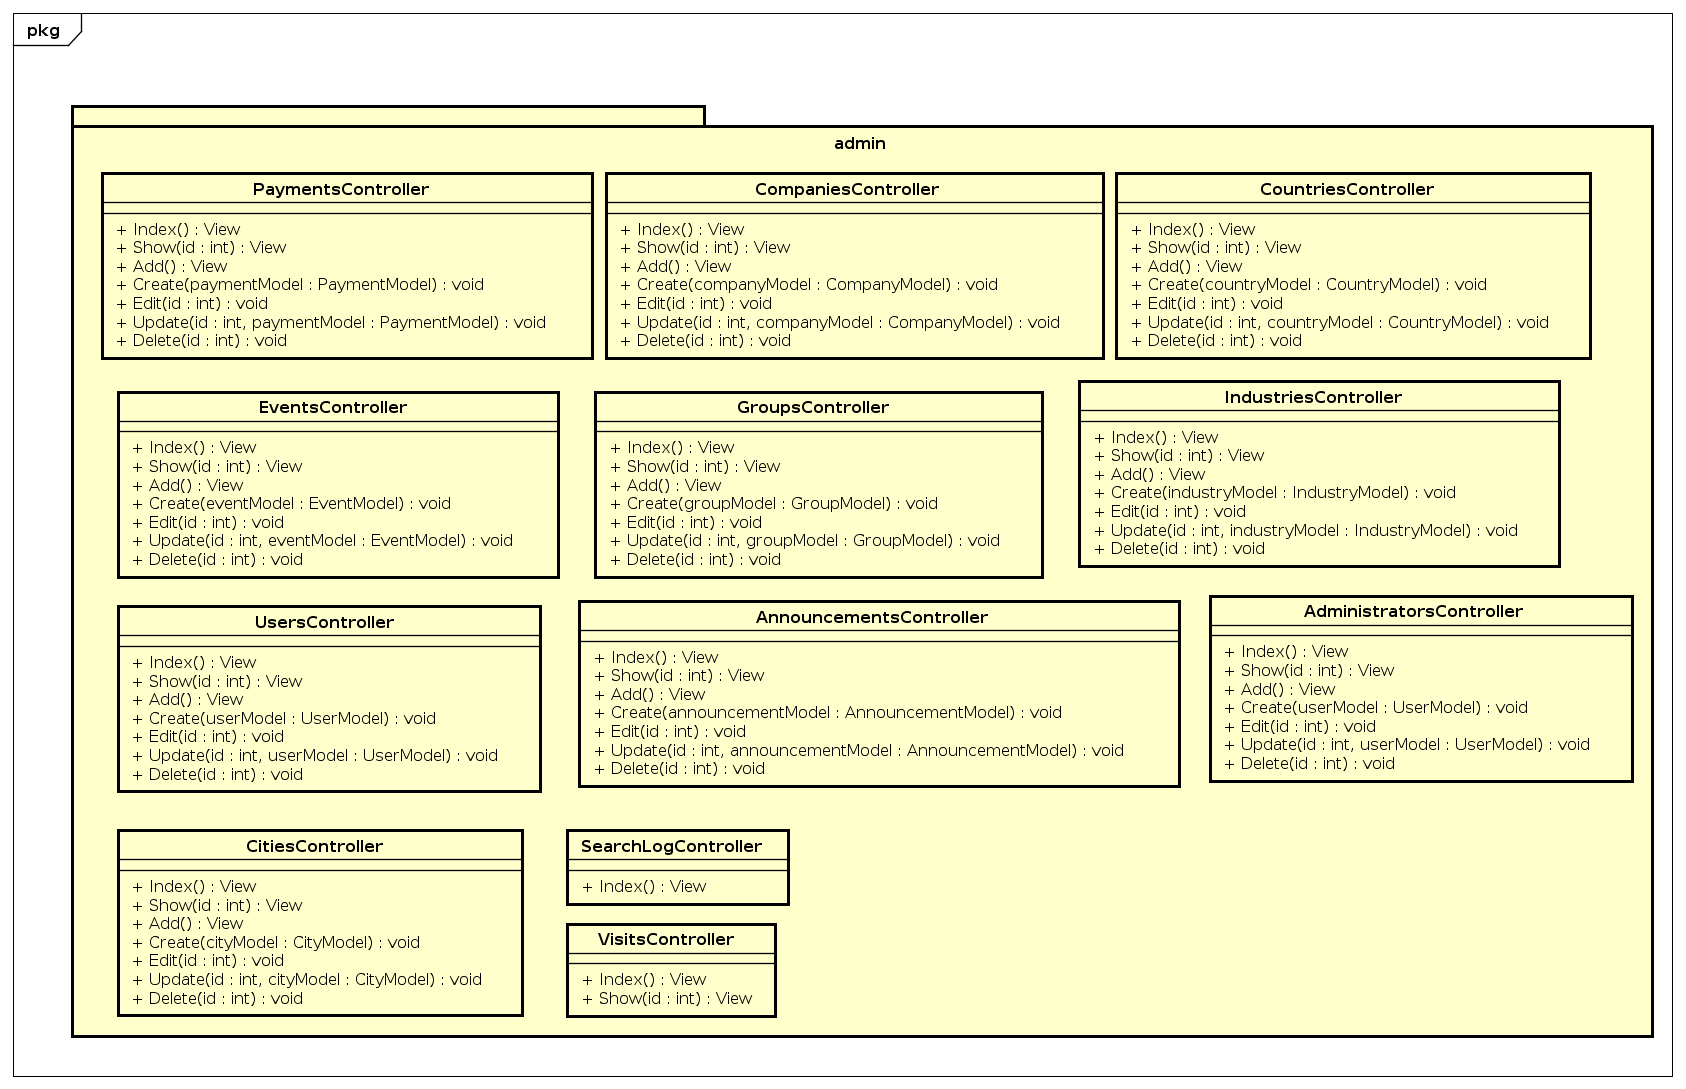 pkg
admin
PaymentsController
+ Index() : View
+ Show(id : int) : View
+ Add() : View
+ Create(paymentModel : PaymentModel) : void
+ Edit(id : int) : void
+ Update(id : int, paymentModel : PaymentModel) : void
+ Delete(id : int) : void
CompaniesController
+ Index() : View
+ Show(id : int) : View
+ Add() : View
+ Create(companyModel : CompanyModel) : void
+ Edit(id : int) : void
+ Update(id : int, companyModel : CompanyModel) : void
+ Delete(id : int) : void
CountriesController
+ Index() : View
+ Show(id : int) : View
+ Add() : View
+ Create(countryModel : CountryModel) : void
+ Edit(id : int) : void
+ Update(id : int, countryModel : CountryModel) : void
+ Delete(id : int) : void
EventsController
+ Index() : View
+ Show(id : int) : View
+ Add() : View
+ Create(eventModel : EventModel) : void
+ Edit(id : int) : void
+ Update(id : int, eventModel : EventModel) : void
+ Delete(id : int) : void
GroupsController
+ Index() : View
+ Show(id : int) : View
+ Add() : View
+ Create(groupModel : GroupModel) : void
+ Edit(id : int) : void
+ Update(id : int, groupModel : GroupModel) : void
+ Delete(id : int) : void
IndustriesController
+ Index() : View
+ Show(id : int) : View
+ Add() : View
+ Create(industryModel : IndustryModel) : void
+ Edit(id : int) : void
+ Update(id : int, industryModel : IndustryModel) : void
+ Delete(id : int) : void
UsersController
+ Index() : View
+ Show(id : int) : View
+ Add() : View
+ Create(userModel : UserModel) : void
+ Edit(id : int) : void
+ Update(id : int, userModel : UserModel) : void
+ Delete(id : int) : void
AnnouncementsController
+ Index() : View
+ Show(id : int) : View
+ Add() : View
+ Create(announcementModel : AnnouncementModel) : void
+ Edit(id : int) : void
+ Update(id : int, announcementModel : AnnouncementModel) : void
+ Delete(id : int) : void
AdministratorsController
+ Index() : View
+ Show(id : int) : View
+ Add() : View
+ Create(userModel : UserModel) : void
+ Edit(id : int) : void
+ Update(id : int, userModel : UserModel) : void
+ Delete(id : int) : void
CitiesController
+ Index() : View
+ Show(id : int) : View
+ Add() : View
+ Create(cityModel : CityModel) : void
+ Edit(id : int) : void
+ Update(id : int, cityModel : CityModel) : void
+ Delete(id : int) : void
SearchLogController
+ Index() : View
VisitsController
+ Index() : View
+ Show(id : int) : View